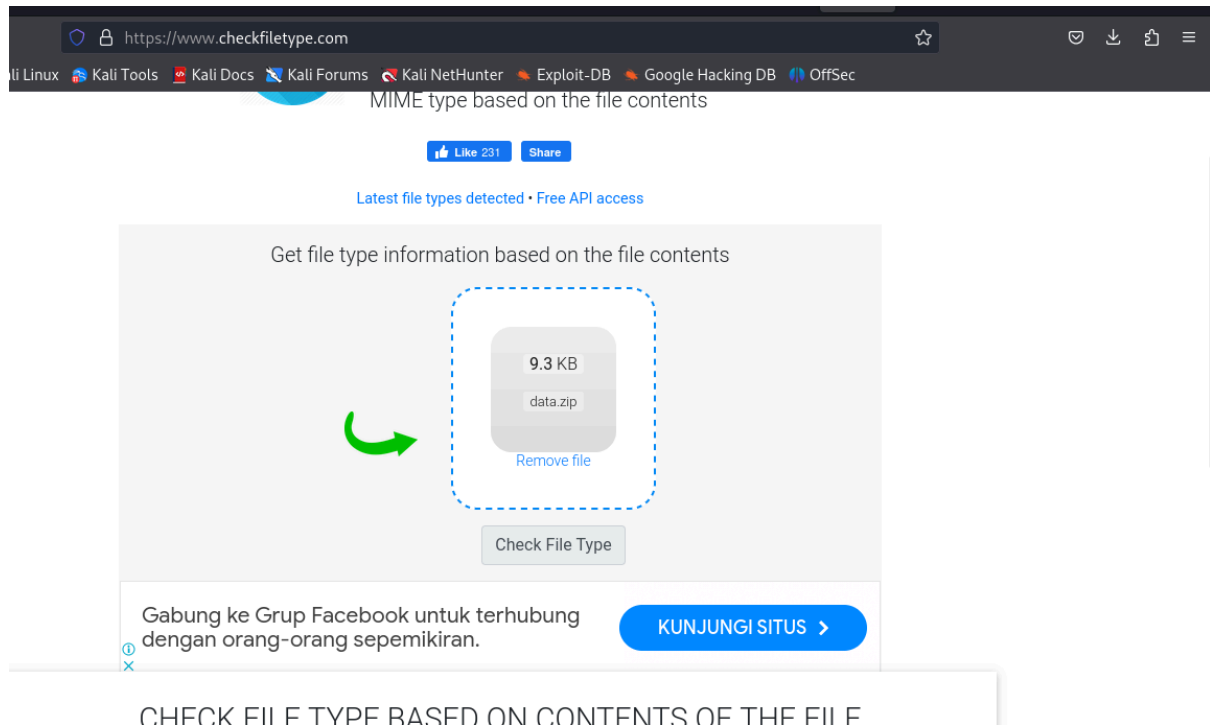 https://www.checkfiletype.com
ali Linux Kali Tools Kali Docs Kali Forums Kali NetHunter Exploit-DB Google Hacking DB OffSec
MIME type based on the file contents
Like 231 Share
Latest file types detected • Free API access
Get file type information based on the file contents
9.3 KB
data.zip
Remove file
Check File Type
Gabung ke Grup Facebook untuk terhubung
dengan orang-orang sepemikiran.
KUNJUNGI SITUS
CHECK FILE TYPE BASED ON CONTENTS OF THE FILE